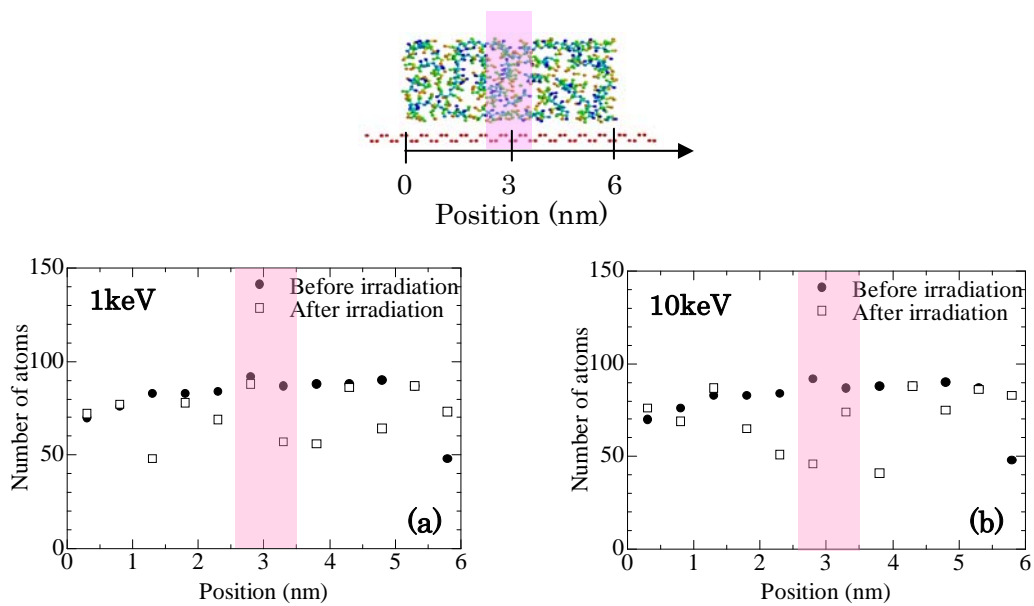 0 3 6
Position (nm)
1keV
Before irradiation
After irradiation
150
100
50
0
Number of atoms
(a)
0 1 2 3 4 5 6
Position (nm)
10keV
Before irradiation
After irradiation
150
100
50
0
Number of atoms
(b)
0 1 2 3 4 5 6
Position (nm)